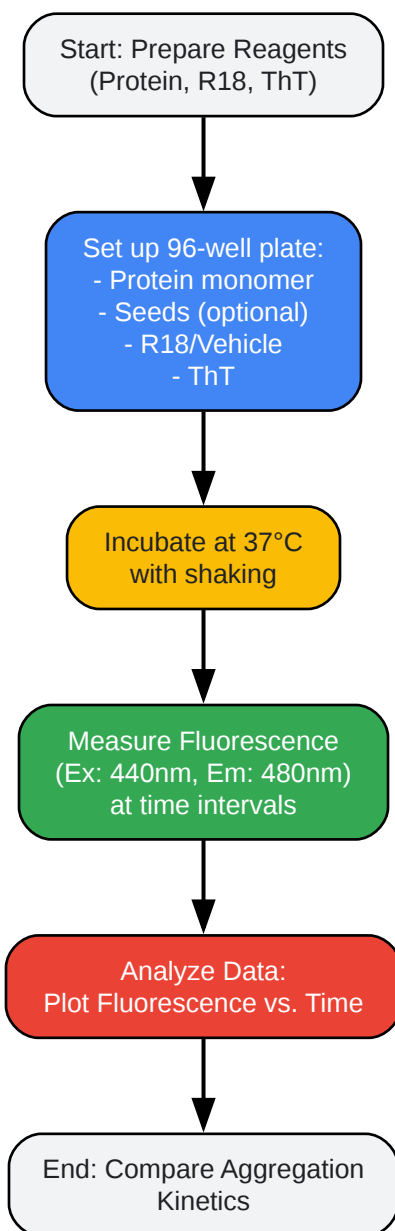 Start: Prepare Reagents
(Protein, R18, ThT)
Set up 96-well plate:
- Protein monomer
- Seeds (optional)
- R18/Vehicle
- ThT
Incubate at 37°C
with shaking
Measure Fluorescence
(Ex: 440nm, Em: 480nm)
at time intervals
Analyze Data:
Plot Fluorescence vs. Time
End: Compare Aggregation
Kinetics